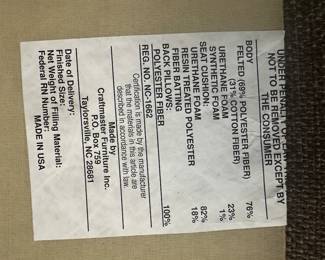 UNDER PENALTY OF LAW THIS
NOT TO BE REMOVED EXCEPT BY
THE CONSUMER
BODY
FELTED (69% POLYESTER FIBER) 76%
(31% COTTON FIBER)
URETHANE FOAM 23%
SYNTHETIC FOAM 1%
SEAT CUSHION:
URETHANE FOAM 82%
RESIN TREATED POLYESTER 18%
FIBER BATTING
BACK PILLOWS:
POLYESTER FIBER 100%
REG. NO. NC-1662
Certification is made by the manufacturer
that the materials in this article are
described in accordance with law.
Made by
Craftmaster Furniture Inc.
P.O. Box 759
Taylorsville, NC 28681
Date of Delivery:
Finished Size:
Net Weight of Filling Material:
Federal RN Number:
MADE IN USA